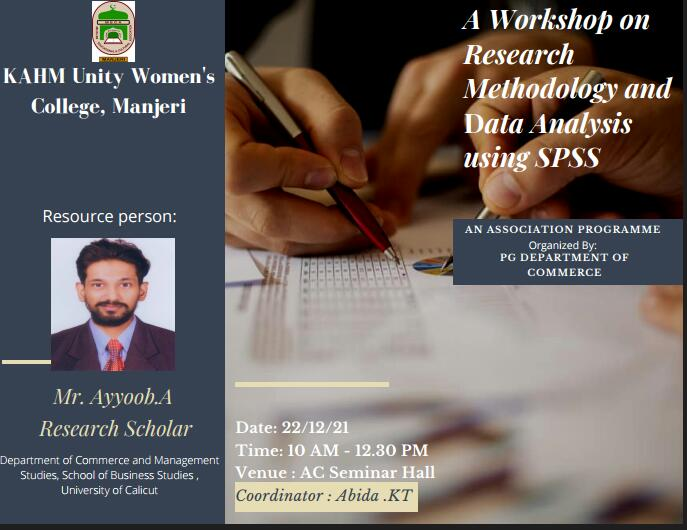 MANJERI
KAHM Unity Women's
College, Manjeri
Resource person:
Mr. Ayyoob.A
Research Scholar
Department of Commerce and Management
Studies, School of Business Studies ,
University of Calicut
A Workshop on
Research
Methodology and
Data Analysis
using SPSS
AN ASSOCIATION PROGRAMME
Organized By:
PG DEPARTMENT OF
COMMERCE
Date: 22/12/21
Time: 10 AM - 12.30 PM
Venue : AC Seminar Hall
Coordinator : Abida .KT